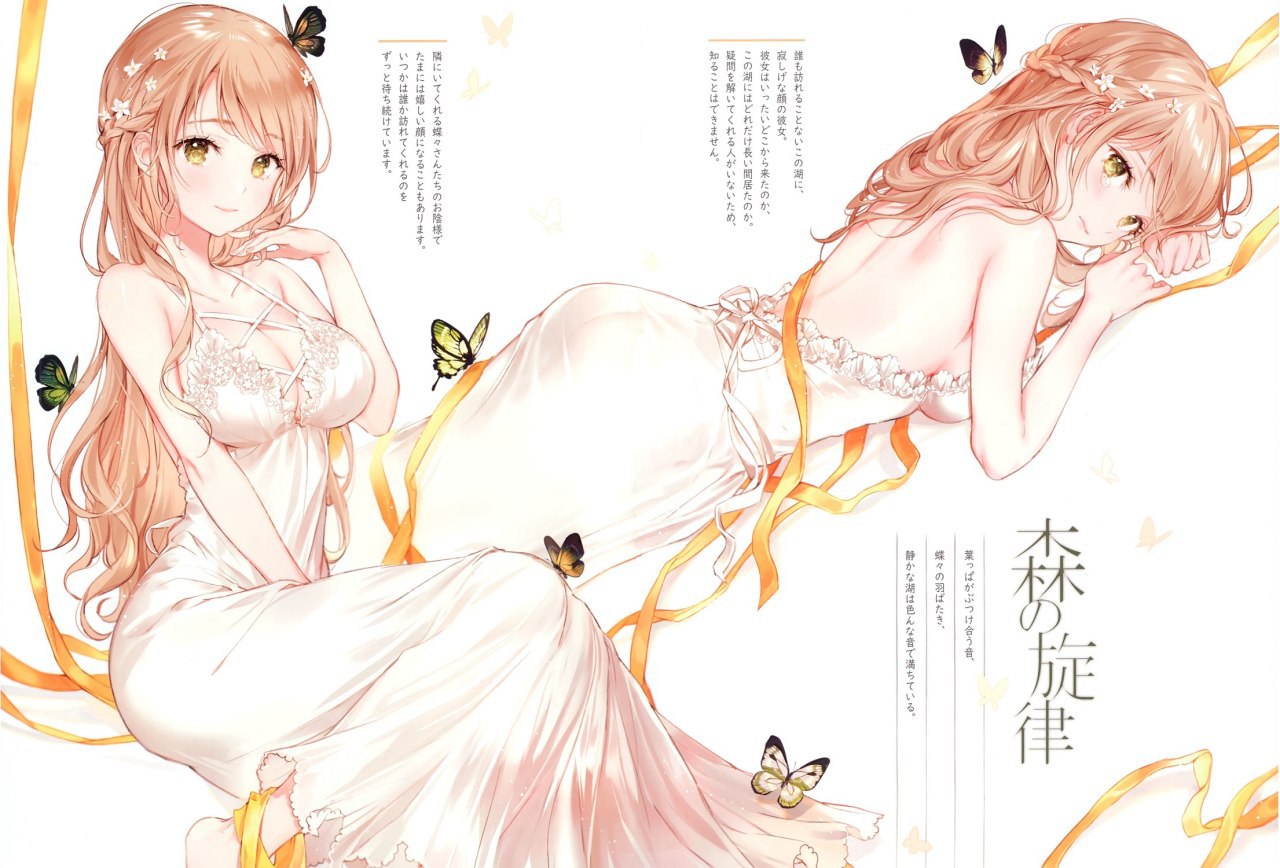 森の旋律
葉っぱがぶつけ合う音、
蝶々の羽ばたき、
静かな湖は色んな音で満ちている。
誰も訪れることないこの湖に、
寂しげな顔の彼女。
彼女はいったいどこから来たのか、
この湖にはどれだけ長い間居たのか。
疑問を解いてくれる人がいないため、
知ることはできません。
隣にいてくれる蝶々さんたちのお陰様で
たまには嬉しい顔になることもあります。
いつかは誰か訪れてくれるのを
ずっと待ち続けています。